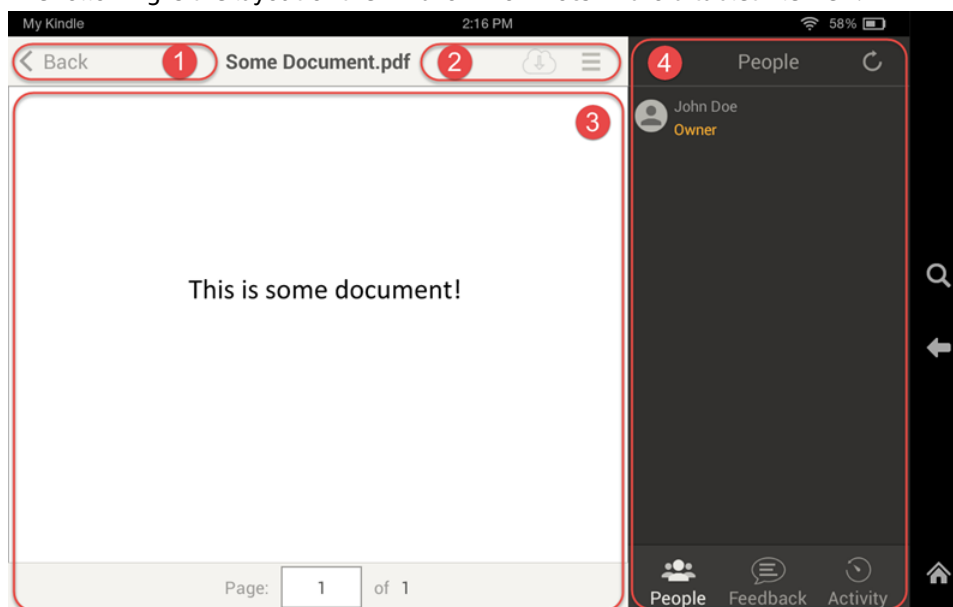 My Kindle 2:16 PM 58%
Back 1 Some Document.pdf 2 4 People
3 John Doe
Owner
This is some document!
Page: 1 of 1
People Feedback Activity